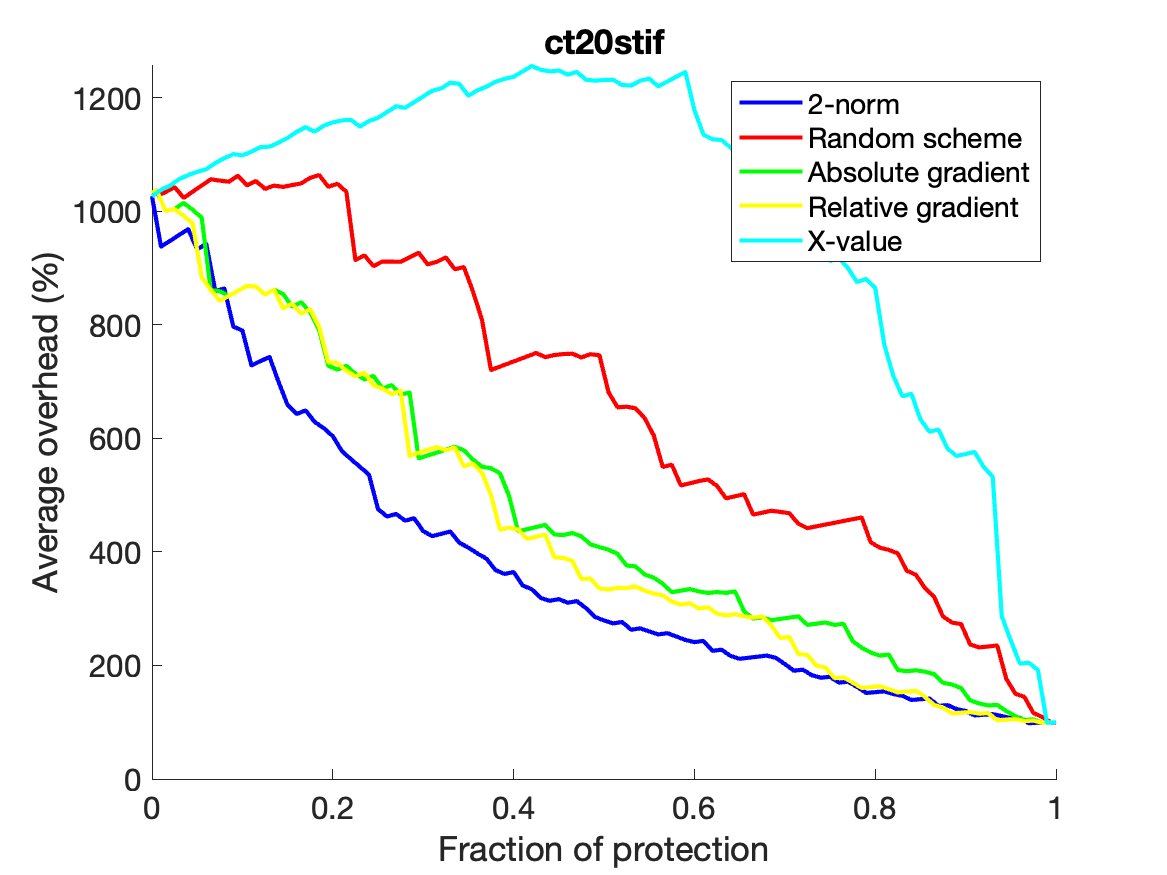 ct20stif
1200
1000
800
600
400
200
0
Average overhead (%)
2-norm
Random scheme
Absolute gradient
Relative gradient
X-value
0 0.2 0.4 0.6 0.8 1
Fraction of protection